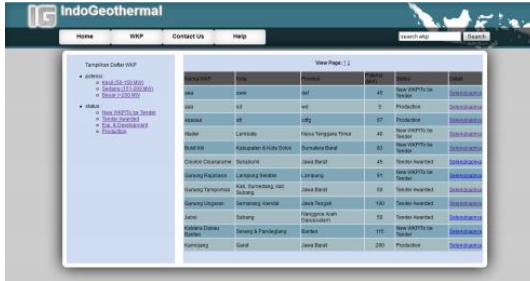 IG IndoGeothermal
Home WKP Contact Us Help
search wkp Search
Tampilkan Daftar WKP
potensi
Kecil (50-150 MW)
Sedang (151-200 MW)
Besar (>200 MW)
status
New WKP/To be Tender
Tender Awarded
Exp. & Development
Production
View Page: 1 2
Nama WKP Kota Provinsi Potensi (MW) Status Detail
aaa def 45 New WKP/To be Tender Selengkapnya
aaa sd wd 5 Production Selengkapnya
57 Production Selengkapnya
Atadei Lembata Nusa Tenggara Timur 40 New WKP/To be Tender Selengkapnya
Bukit Kili Kabupaten & Kota Solok Sumatera Barat 83 New WKP/To be Tender Selengkapnya
Cisolok Cisukarame Sukabumi Jawa Barat 45 Tender Awarded Selengkapnya
Gunung Rajabasa Lampung Selatan Lampung 91 New WKP/To be Tender Selengkapnya
Gunung Tampomas Kab. Sumedang, kab Subang Jawa Barat 50 Tender Awarded Selengkapnya
Gunung Ungaran Semarang, Kendal Jawa Tengah 100 Tender Awarded Selengkapnya
Jaboi Sabang Nanggroe Aceh Darussalam 50 Tender Awarded Selengkapnya
Kaldera Danau Banten Serang & Pandeglang Banten 115 New WKP/To be Tender Selengkapnya
Kamojang Garut Jawa Barat 200 Production Selengkapnya